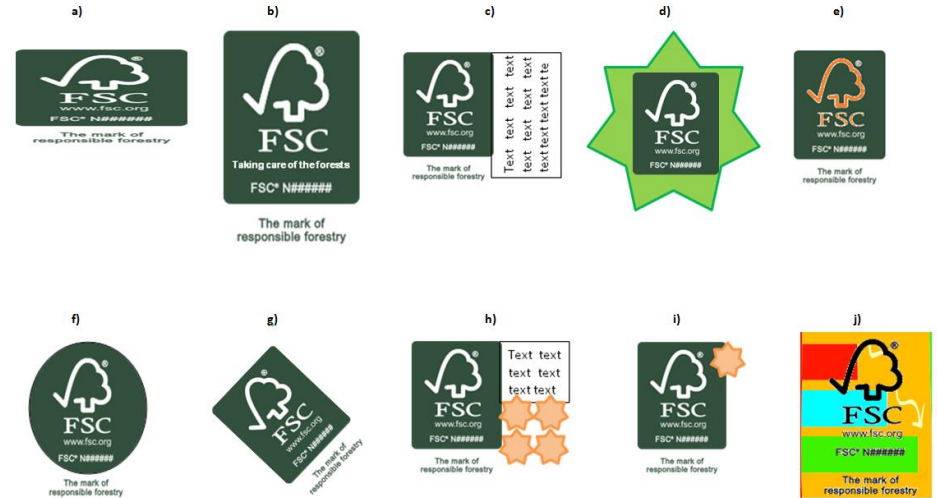 a)
®
FSC
www.fsc.org
FSC® N######
The mark of
responsible forestry
b)
®
FSC
Taking care of the forests
FSC® N######
The mark of
responsible forestry
c)
®
FSC
www.fsc.org
FSC® N######
The mark of
responsible forestry
Text text text text
text text text text
text text text te
d)
®
FSC
www.fsc.org
FSC® N######
e)
®
FSC
www.fsc.org
FSC® N######
The mark of
responsible forestry
f)
®
FSC
www.fsc.org
FSC® N######
The mark of
responsible forestry
g)
®
FSC
www.fsc.org
FSC® N######
The mark of
responsible forestry
h)
®
FSC
www.fsc.org
FSC® N######
The mark of
responsible forestry
Text text
text text
text text
i)
FSC
www.fsc.org
FSC® N######
The mark of
responsible forestry
j)
®
FSC
www.fsc.org
FSC® N######
The mark of
responsible forestry